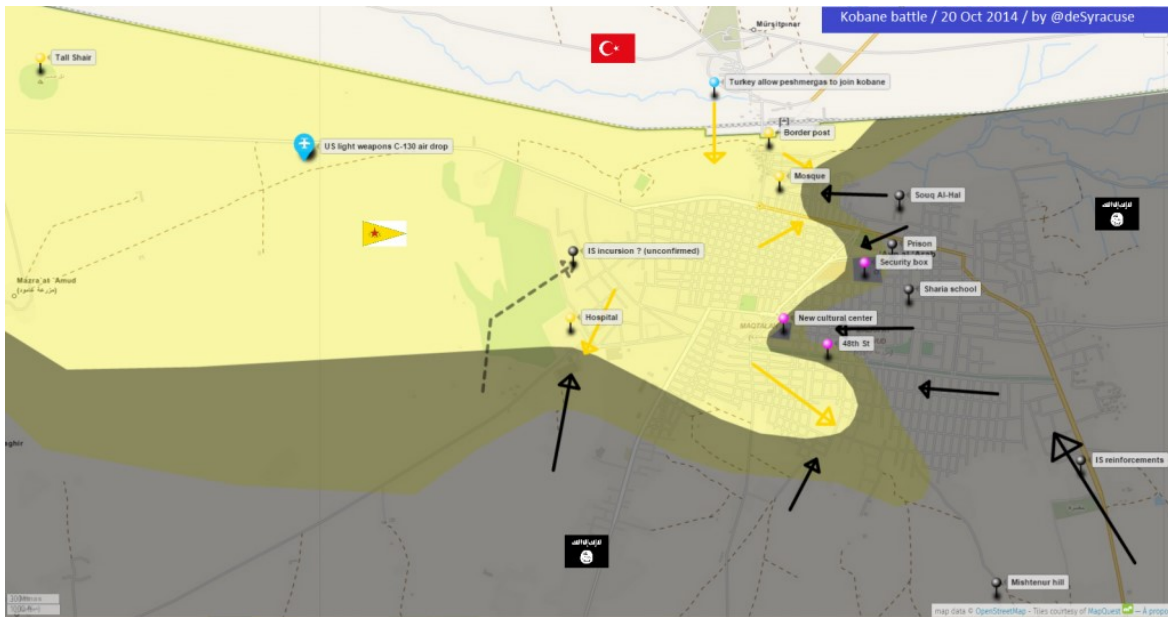 Kobane battle / 20 Oct 2014 / by @deSyracuse
Mürşitpınar
Tall Shair
Turkey allow peshmergas to join kobane
Border post
US light weapons C-130 air drop
Mosque
Souq Al-Hal
IS incursion ? (unconfirmed)
Prison
Security box
Mazra`at `Amud
Sharia school
Hospital
New cultural center
MAQTALA
48th St
IS reinforcements
Mishtenur hill
map data © OpenStreetMap - Tiles courtesy of MapQuest — À propo